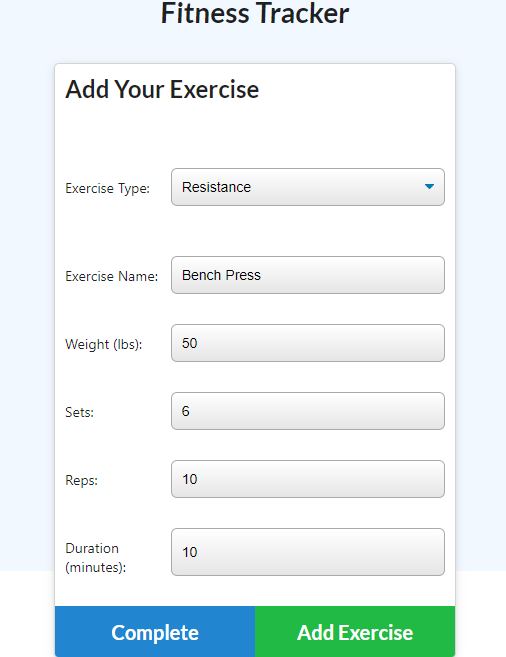 Fitness Tracker
Add Your Exercise
Exercise Type: Resistance
Exercise Name: Bench Press
Weight (lbs): 50
Sets: 6
Reps: 10
Duration
(minutes): 10
Complete Add Exercise